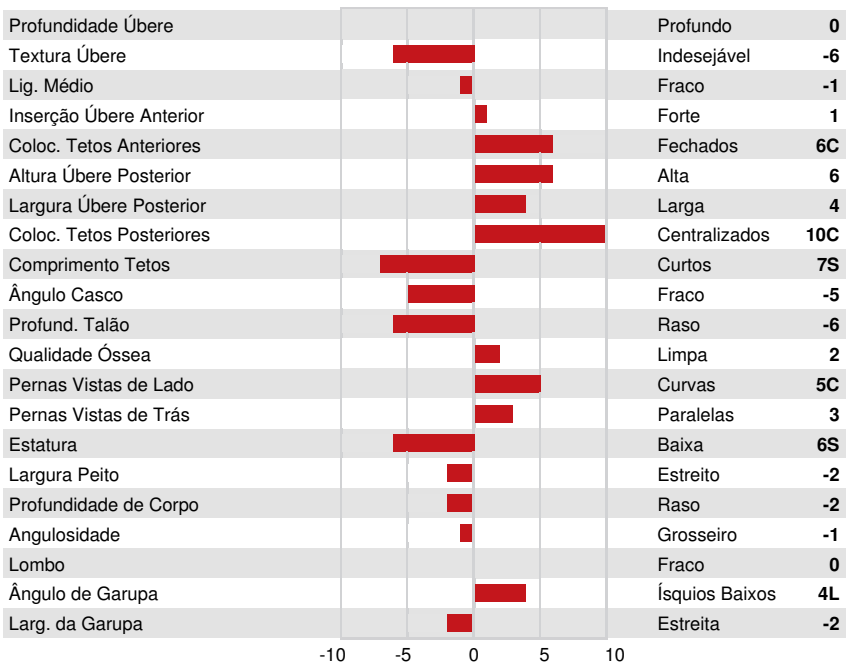 Profundidade Úbere Profundo 0
Textura Úbere Indesejável -6
Lig. Médio Fraco -1
Inserção Úbere Anterior Forte 1
Coloc. Tetos Anteriores Fechados 6C
Altura Úbere Posterior Alta 6
Largura Úbere Posterior Larga 4
Coloc. Tetos Posteriores Centralizados 10C
Comprimento Tetos Curtos 7S
Ângulo Casco Fraco -5
Profund. Talão Raso -6
Qualidade Óssea Limpa 2
Pernas Vistas de Lado Curvas 5C
Pernas Vistas de Trás Paralelas 3
Estatura Baixa 6S
Largura Peito Estreito -2
Profundidade de Corpo Raso -2
Angulosidade Grosseiro -1
Lombo Fraco 0
Ângulo de Garupa Ísquios Baixos 4L
Larg. da Garupa Estreita -2
-10 -5 0 5 10